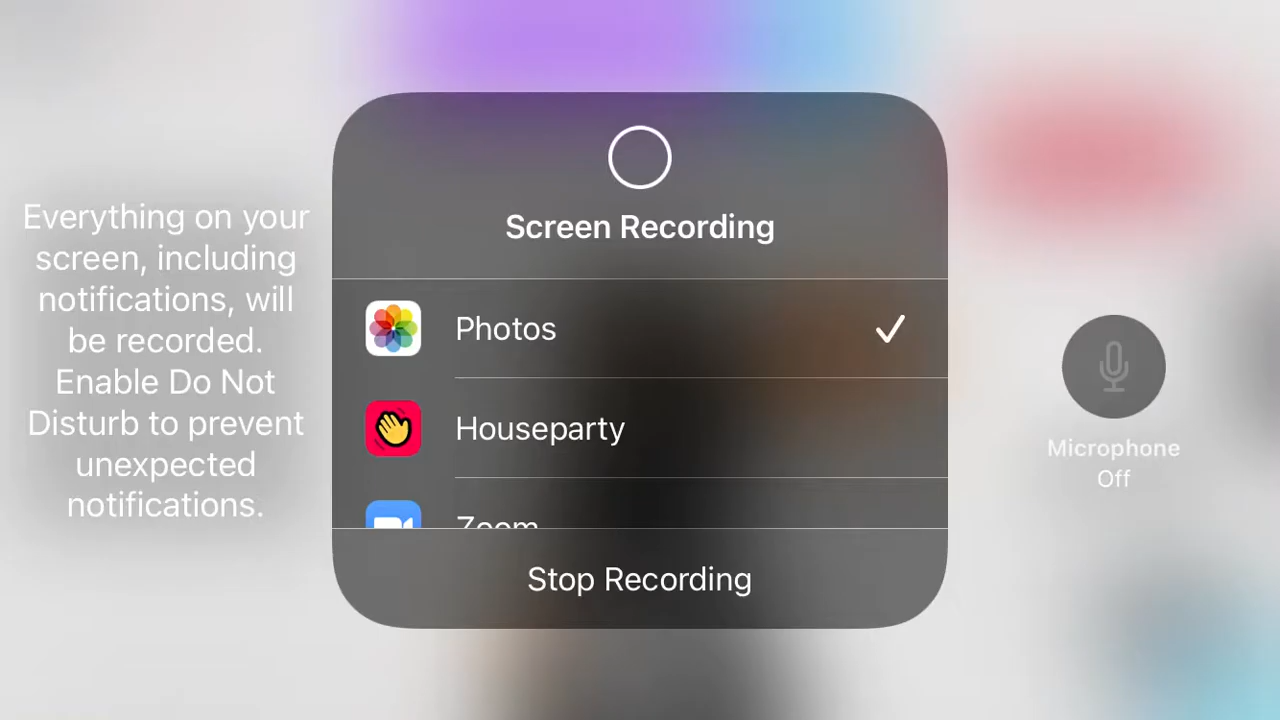 Everything on your
screen, including
notifications, will
be recorded.
Enable Do Not
Disturb to prevent
unexpected
notifications.
Screen Recording
Photos
Houseparty
Zoom
Stop Recording
Microphone
Off